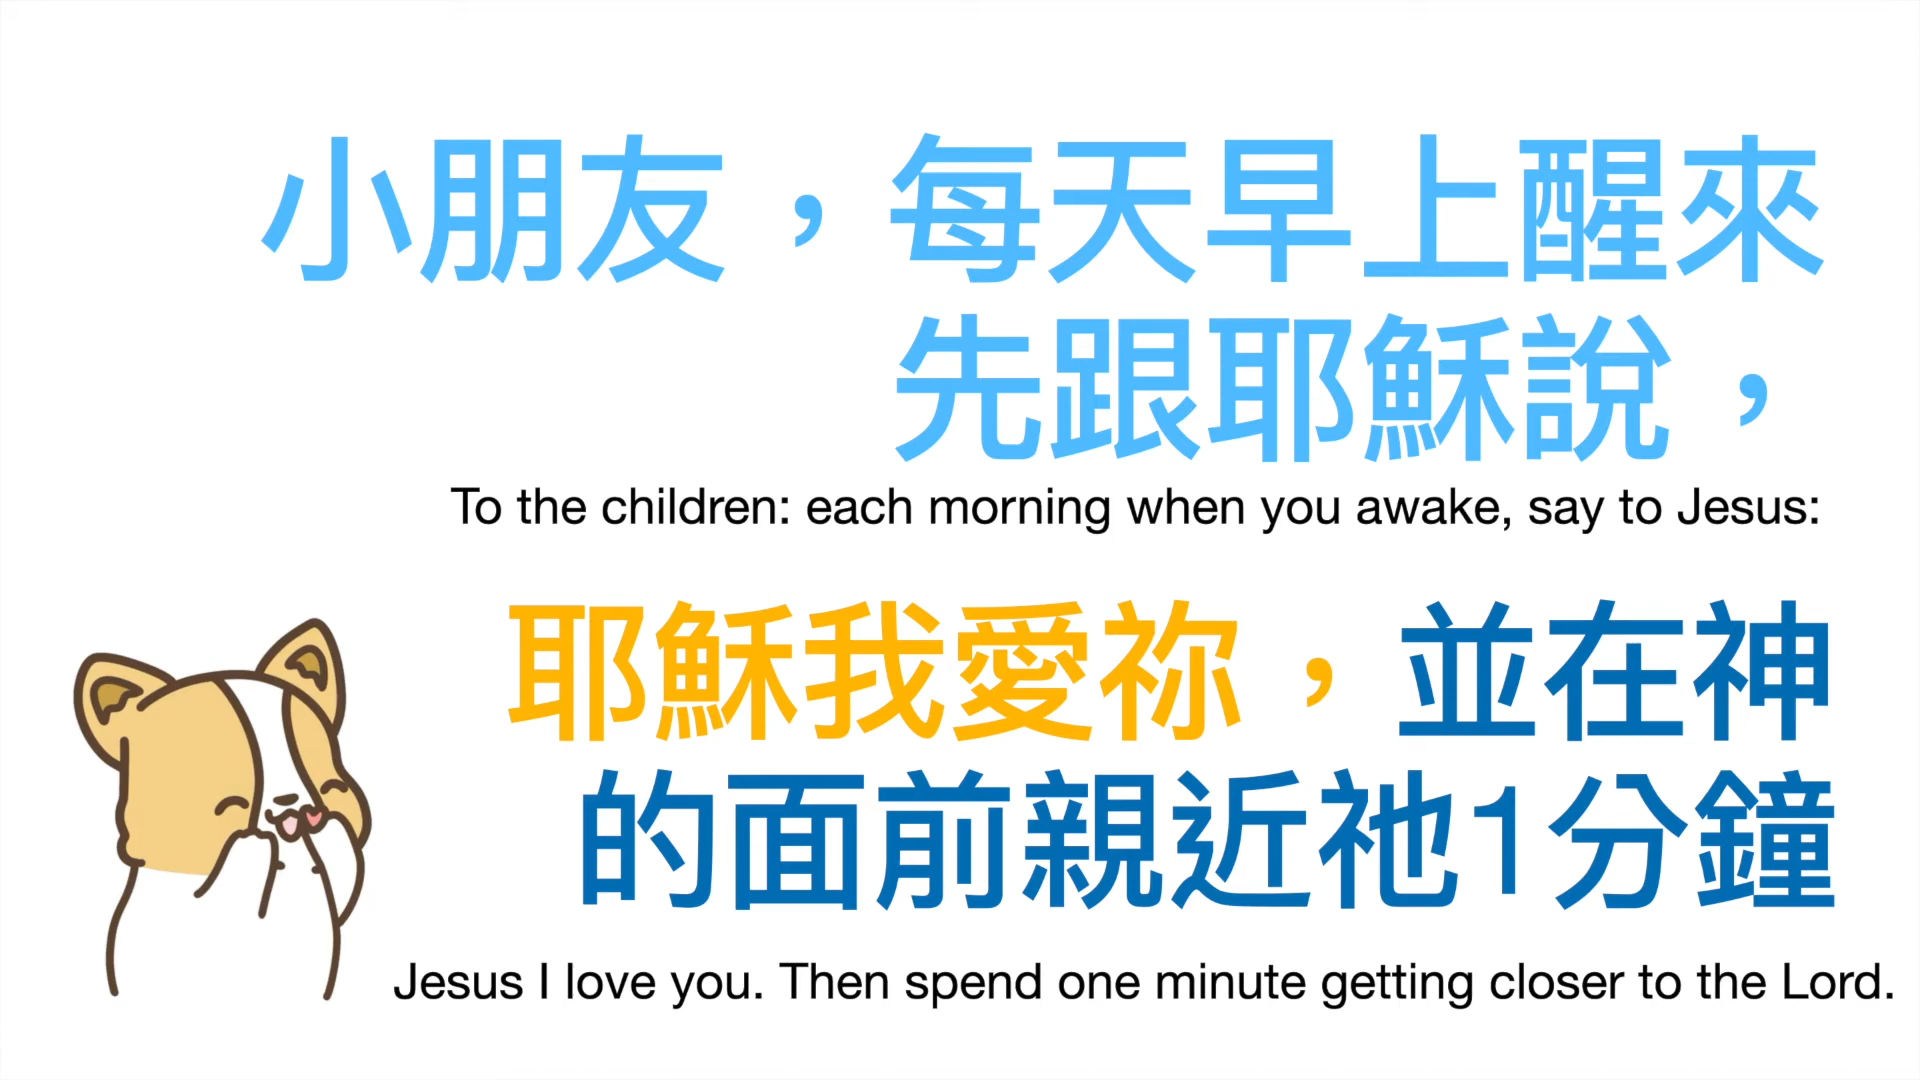 小朋友，每天早上醒來
先跟耶穌說，
To the children: each morning when you awake, say to Jesus:
耶穌我愛祢，並在神
的面前親近祂1分鐘
Jesus I love you. Then spend one minute getting closer to the Lord.